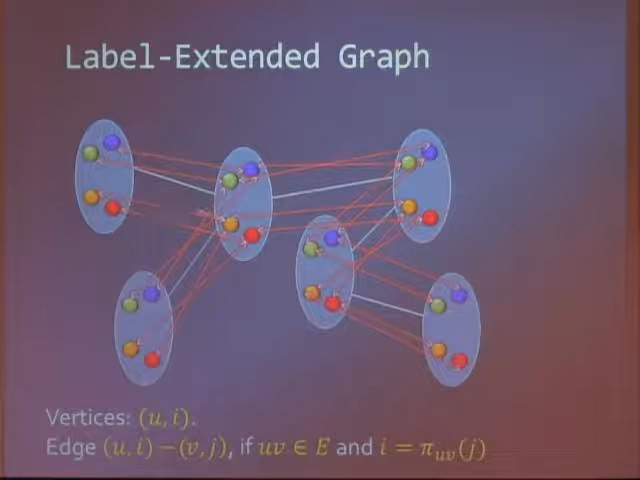 Label-Extended Graph
Vertices: (u, i).
Edge (u, i) – (v, j), if uv ∈ E and i = π_uv(j)